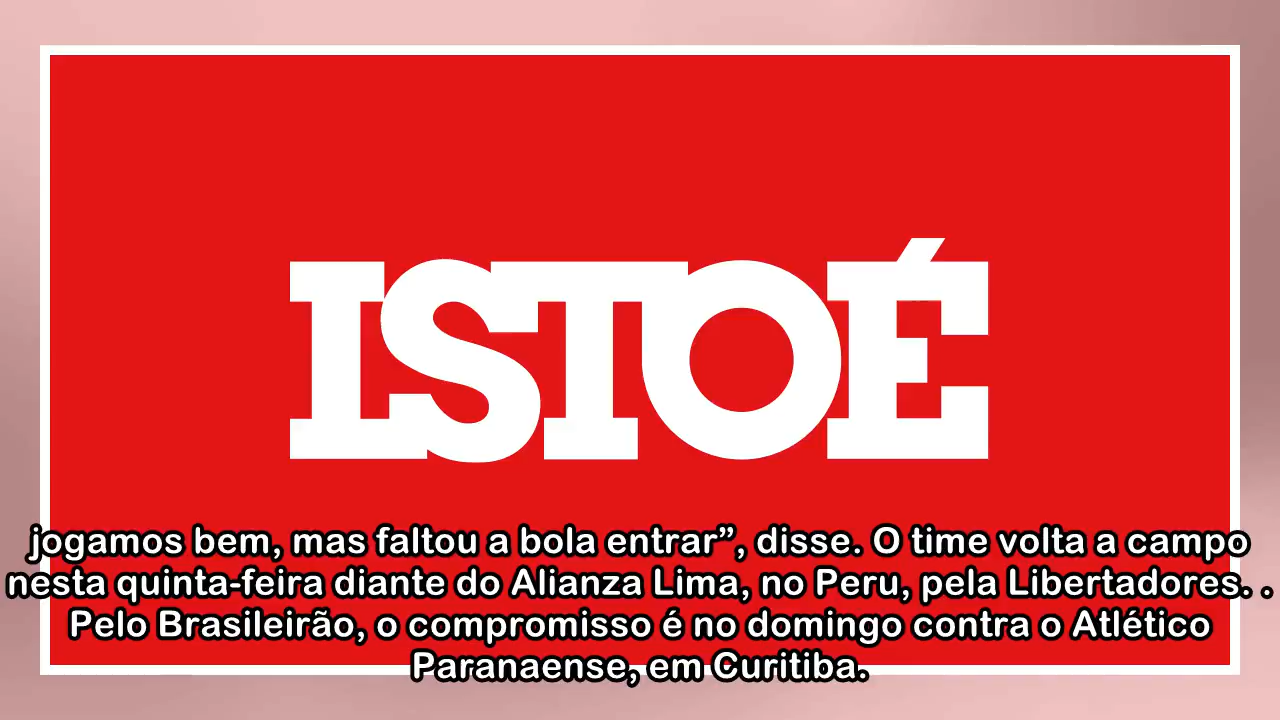 ISTOÉ
jogamos bem, mas faltou a bola entrar”, disse. O time volta a campo
nesta quinta-feira diante do Alianza Lima, no Peru, pela Libertadores. .
Pelo Brasileirão, o compromisso é no domingo contra o Atlético
Paranaense, em Curitiba.